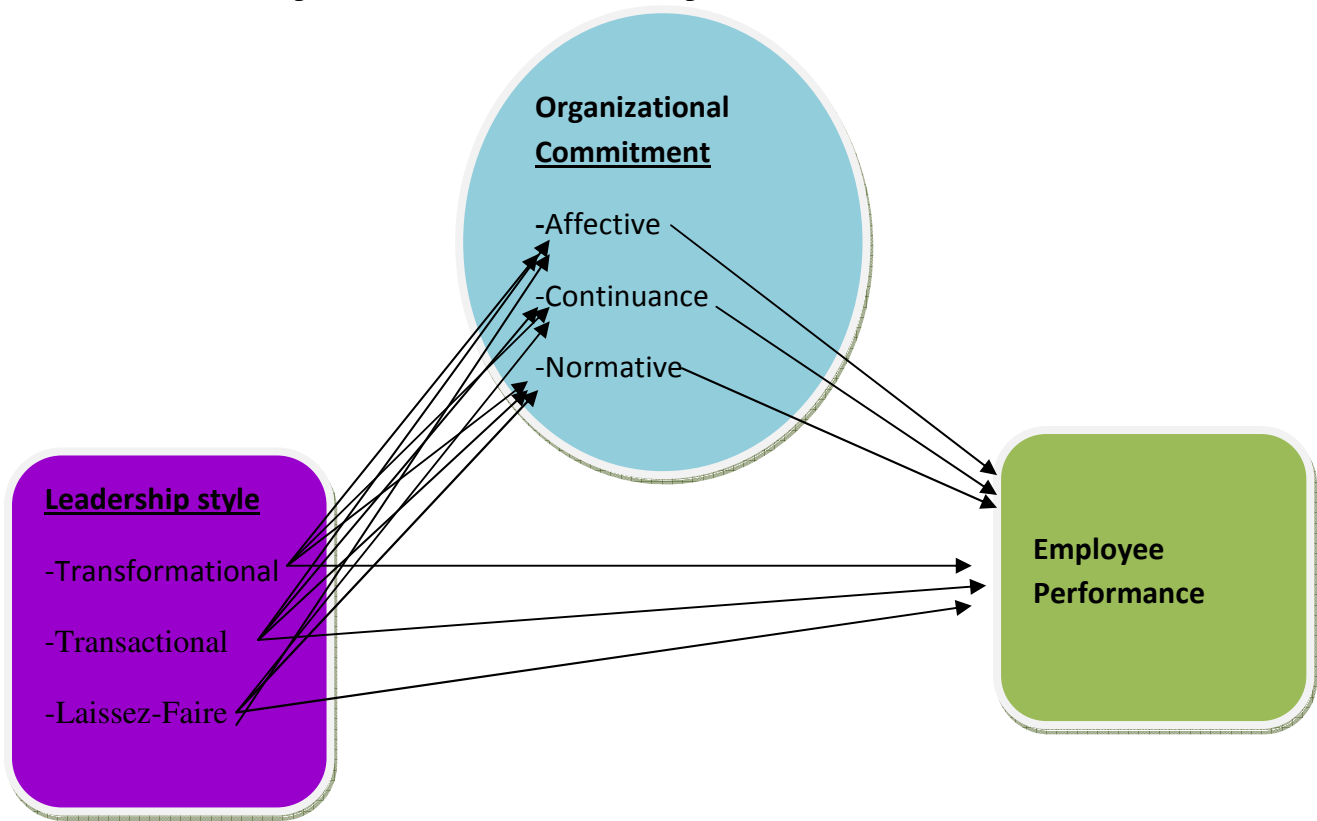 Organizational
Commitment
-Affective
-Continuance
-Normative
Leadership style
-Transformational
-Transactional
-Laissez-Faire
Employee
Performance